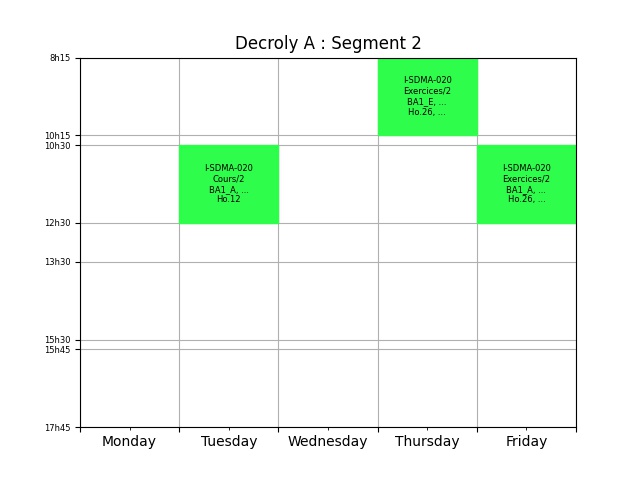 Decroly A : Segment 2
8h15
I-SDMA-020
Exercices/2
BA1_E, ...
Ho.26, ...
10h15
10h30
I-SDMA-020
Cours/2
BA1_A, ...
Ho.12
I-SDMA-020
Exercices/2
BA1_A, ...
Ho.26, ...
12h30
13h30
15h30
15h45
17h45
Monday Tuesday Wednesday Thursday Friday